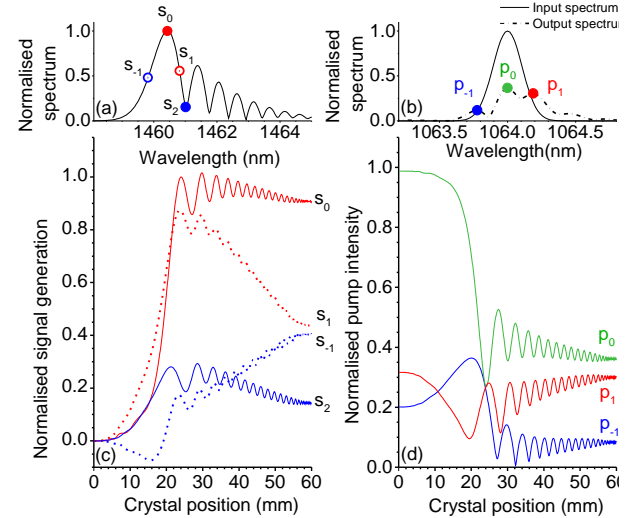 Input spectrum
Output spectrum
Normalised spectrum
1.0
0.5
0.0
s0
s-1
s1
s2
(a)
1460 1462 1464
Wavelength (nm)
Normalised spectrum
1.0
0.5
0.0
p-1
p0
p1
(b)
1063.5 1064.0 1064.5
Wavelength(nm)
Normalised signal generation
1.0
0.8
0.6
0.4
0.2
0.0
s0
s1
s-1
s2
(c)
0 10 20 30 40 50 60
Crystal position (mm)
Normalised pump intensity
1.0
0.7
0.5
0.2
0.0
p0
p1
p-1
(d)
0 10 20 30 40 50 60
Crystal position (mm)